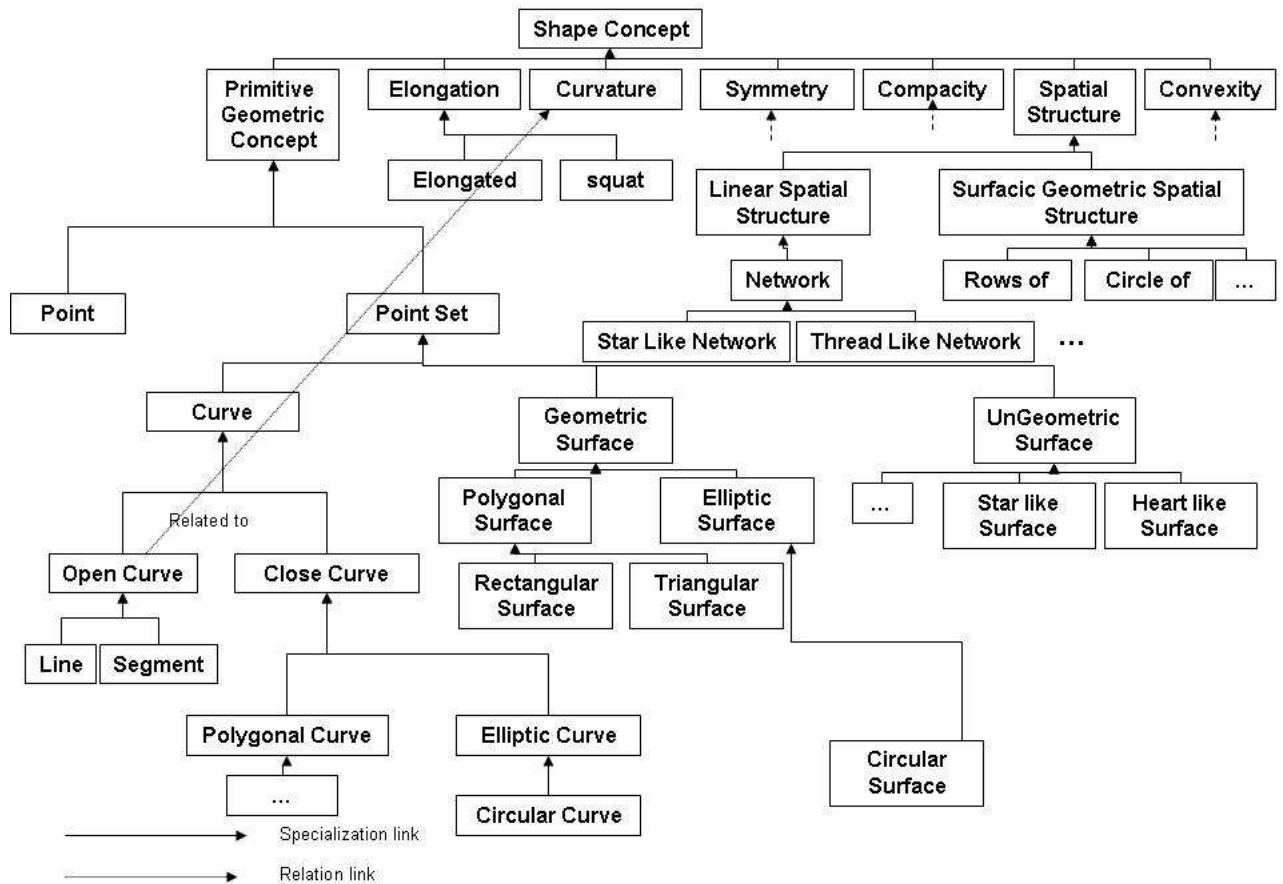 Shape Concept
Primitive
Geometric
Concept
Elongation
Curvature
Symmetry
Compacity
Spatial
Structure
Convexity
Elongated
squat
Linear Spatial
Structure
Surfacic Geometric Spatial
Structure
Network
Rows of
Circle of
...
Point
Point Set
Star Like Network
Thread Like Network
...
Curve
Geometric
Surface
UnGeometric
Surface
Polygonal
Surface
Elliptic
Surface
...
Star like
Surface
Heart like
Surface
Related to
Open Curve
Close Curve
Rectangular
Surface
Triangular
Surface
Line
Segment
Polygonal Curve
Elliptic Curve
Circular
Surface
...
Circular Curve
Specialization link
Relation link